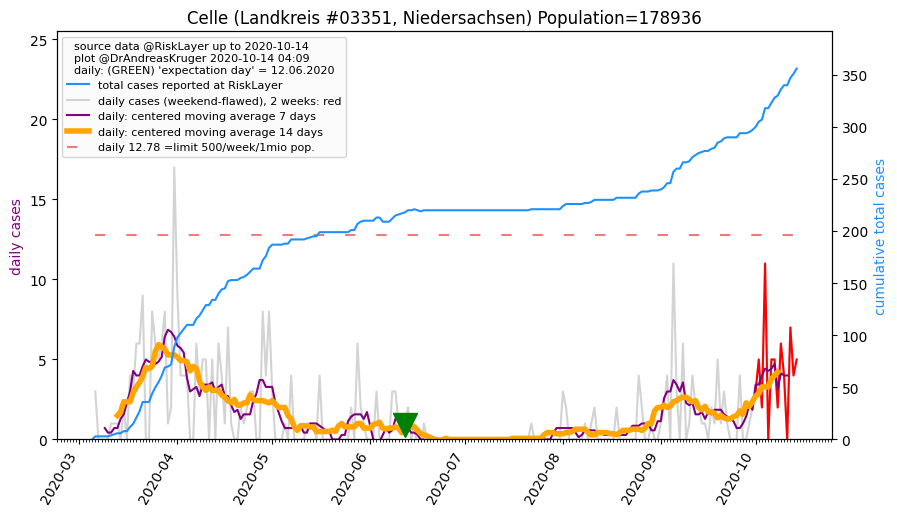 Celle (Landkreis #03351, Niedersachsen) Population=178936
source data @RiskLayer up to 2020-10-14
plot @DrAndreasKruger 2020-10-14 04:09
daily: (GREEN) 'expectation day' = 12.06.2020
total cases reported at RiskLayer
daily cases (weekend-flawed), 2 weeks: red
daily: centered moving average 7 days
daily: centered moving average 14 days
daily 12.78 =limit 500/week/1mio pop.
daily cases
25
20
15
10
5
0
cumulative total cases
350
300
250
200
150
100
50
0
2020-03
2020-04
2020-05
2020-06
2020-07
2020-08
2020-09
2020-10